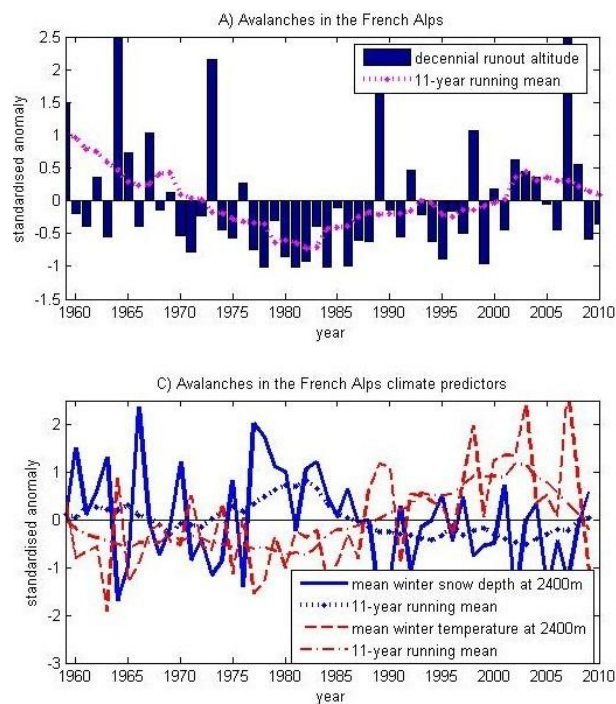 A) Avalanches in the French Alps
2.5
2
1.5
1
0.5
0
-0.5
-1
-1.5
standardised anomaly
decennial runout altitude
11-year running mean
1960 1965 1970 1975 1980 1985 1990 1995 2000 2005 2010
year
C) Avalanches in the French Alps climate predictors
2
1
0
-1
-2
-3
standardised anomaly
mean winter snow depth at 2400m
11-year running mean
mean winter temperature at 2400m
11-year running mean
1960 1965 1970 1975 1980 1985 1990 1995 2000 2005 2010
year